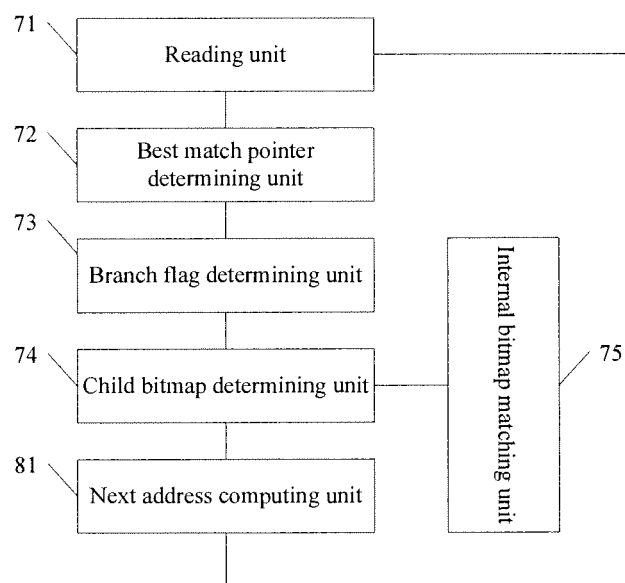 71
Reading unit
72
Best match pointer
determining unit
73
Branch flag determining unit
74
Child bitmap determining unit
Internal bitmap matching unit
75
81
Next address computing unit